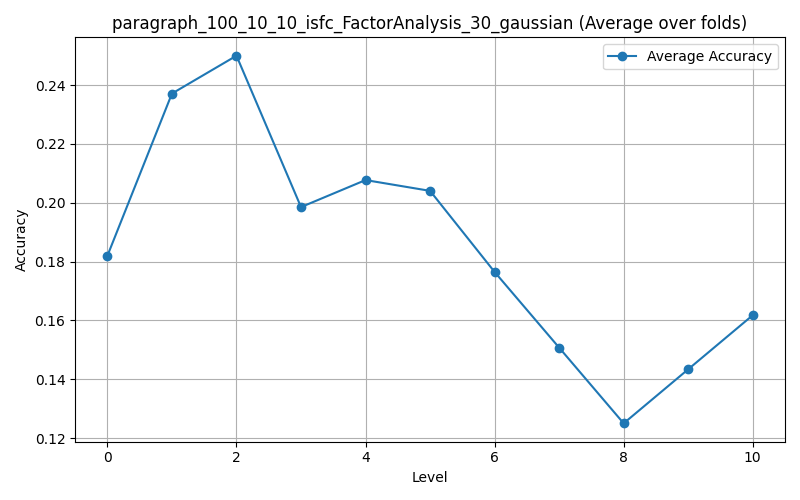 paragraph_100_10_10_isfc_FactorAnalysis_30_gaussian (Average over folds)
Average Accuracy
0.24
0.22
0.20
0.18
0.16
0.14
0.12
Accuracy
0 2 4 6 8 10
Level